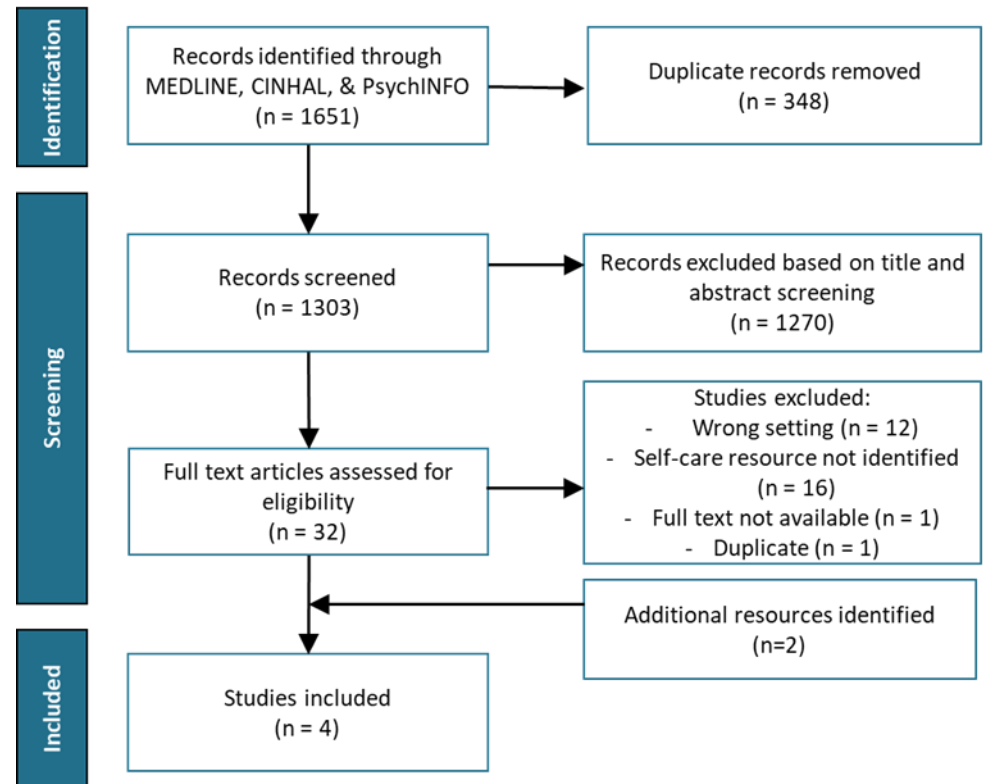 Identification
Records identified through
MEDLINE, CINHAL, & PsychINFO
(n = 1651)
Duplicate records removed
(n = 348)
Screening
Records screened
(n = 1303)
Records excluded based on title and
abstract screening
(n = 1270)
Full text articles assessed for
eligibility
(n = 32)
Studies excluded:
- Wrong setting (n = 12)
- Self-care resource not identified
(n = 16)
- Full text not available (n = 1)
- Duplicate (n = 1)
Additional resources identified
(n=2)
Included
Studies included
(n = 4)